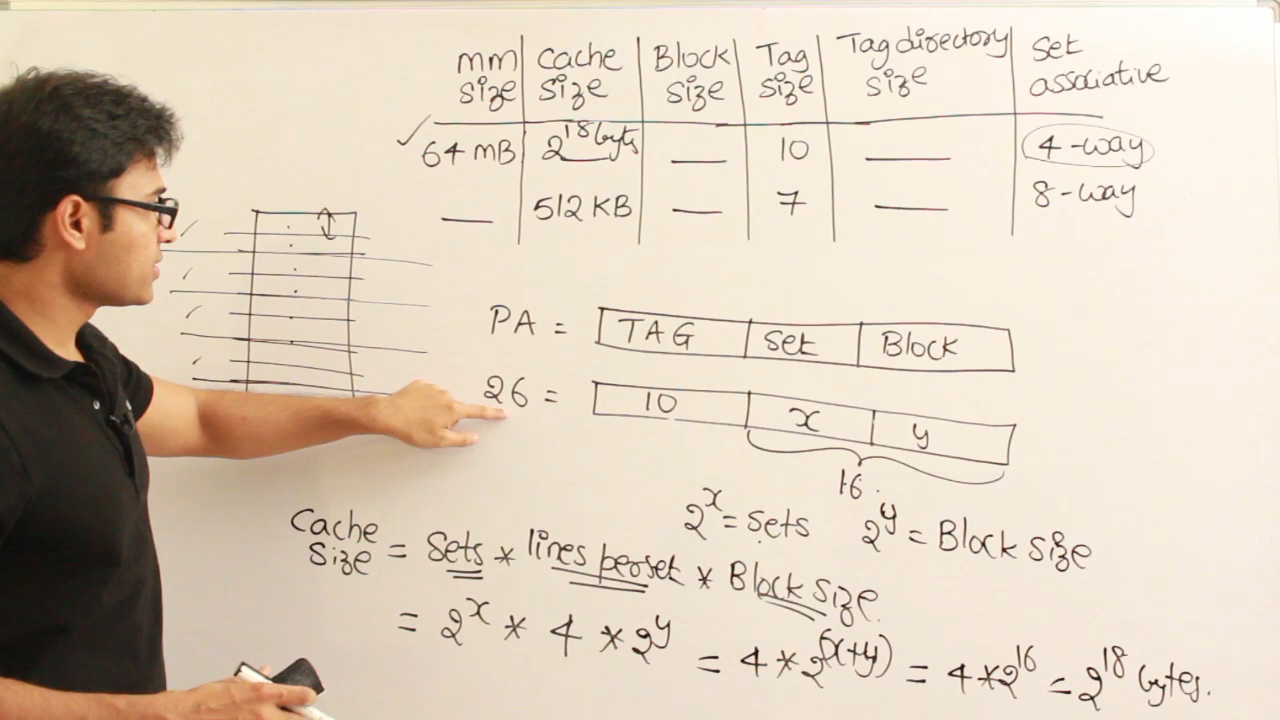 mm size | Cache size | Block size | Tag size | Tag directory size | Set associative
✓ 64 mB | 2^18 byts | — | 10 | — | 4-way
— | 512 KB | — | 7 | — | 8-way
PA = TAG | Set | Block
26 = 10 | x | y
16.
2^x = Sets 2^y = Block size
Cache size = Sets * lines per set * Block size.
= 2^x * 4 * 2^y = 4 * 2^(x+y) = 4 * 2^16 = 2^18 bytes.